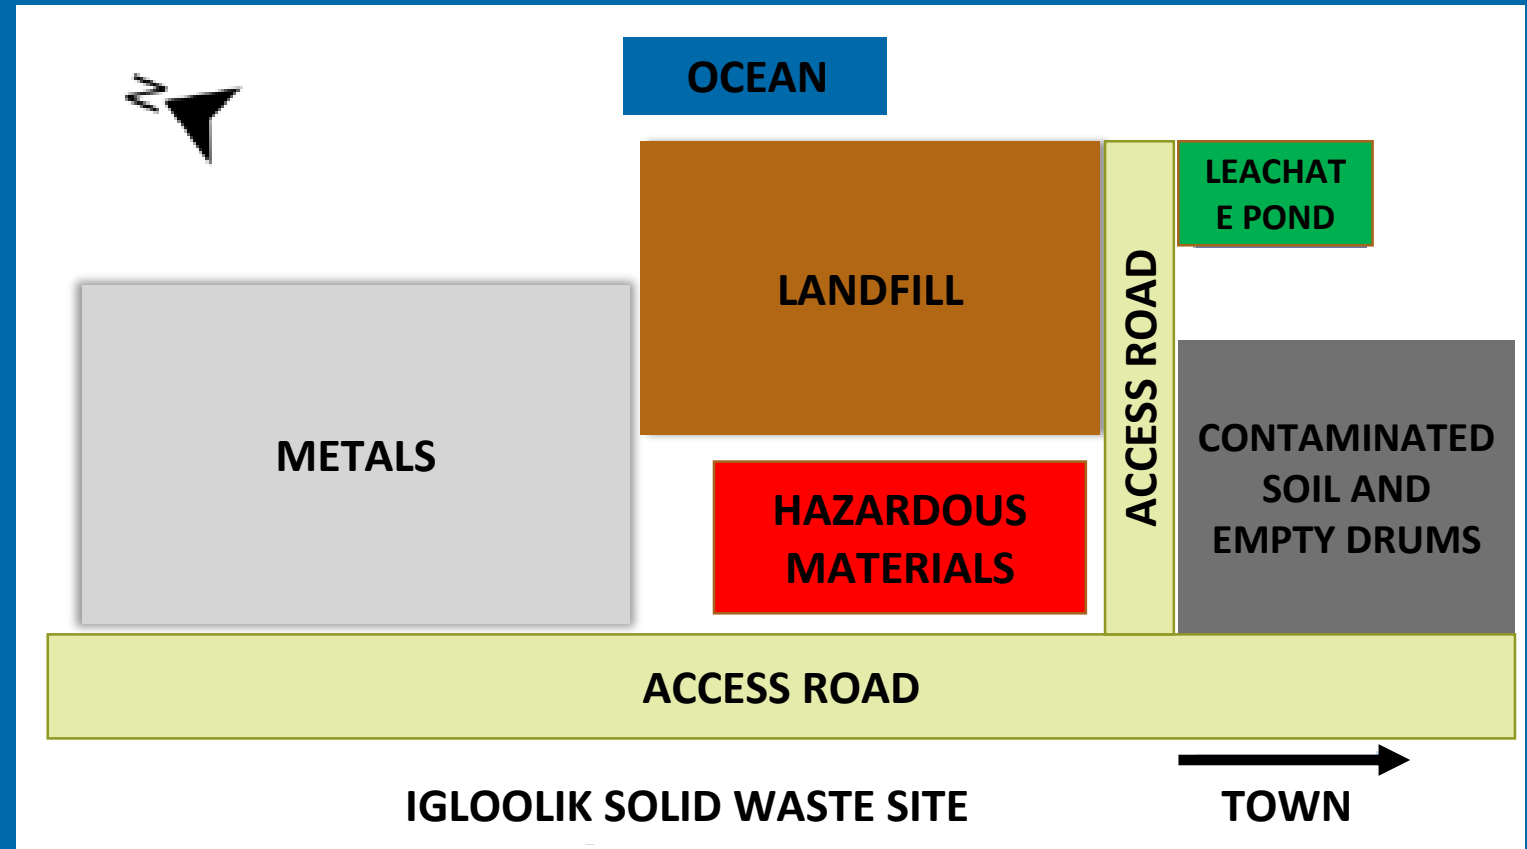 N
OCEAN
LEACHAT
E POND
LANDFILL
ACCESS ROAD
METALS
CONTAMINATED
SOIL AND
EMPTY DRUMS
HAZARDOUS
MATERIALS
ACCESS ROAD
IGLOOLIK SOLID WASTE SITE
TOWN